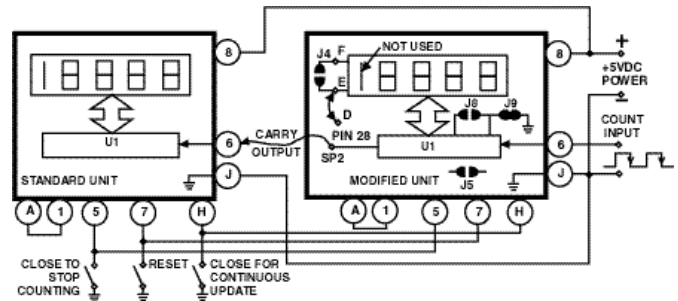 8
J4
F
NOT USED
8
+
+5VDC
POWER
E
D
J8
J9
PIN 28
COUNT
INPUT
U1
6
CARRY
OUTPUT
SP2
U1
6
STANDARD UNIT
J
MODIFIED UNIT
J5
J
A
1
5
7
H
A
1
5
7
H
CLOSE TO
STOP
COUNTING
RESET
CLOSE FOR
CONTINUOUS
UPDATE